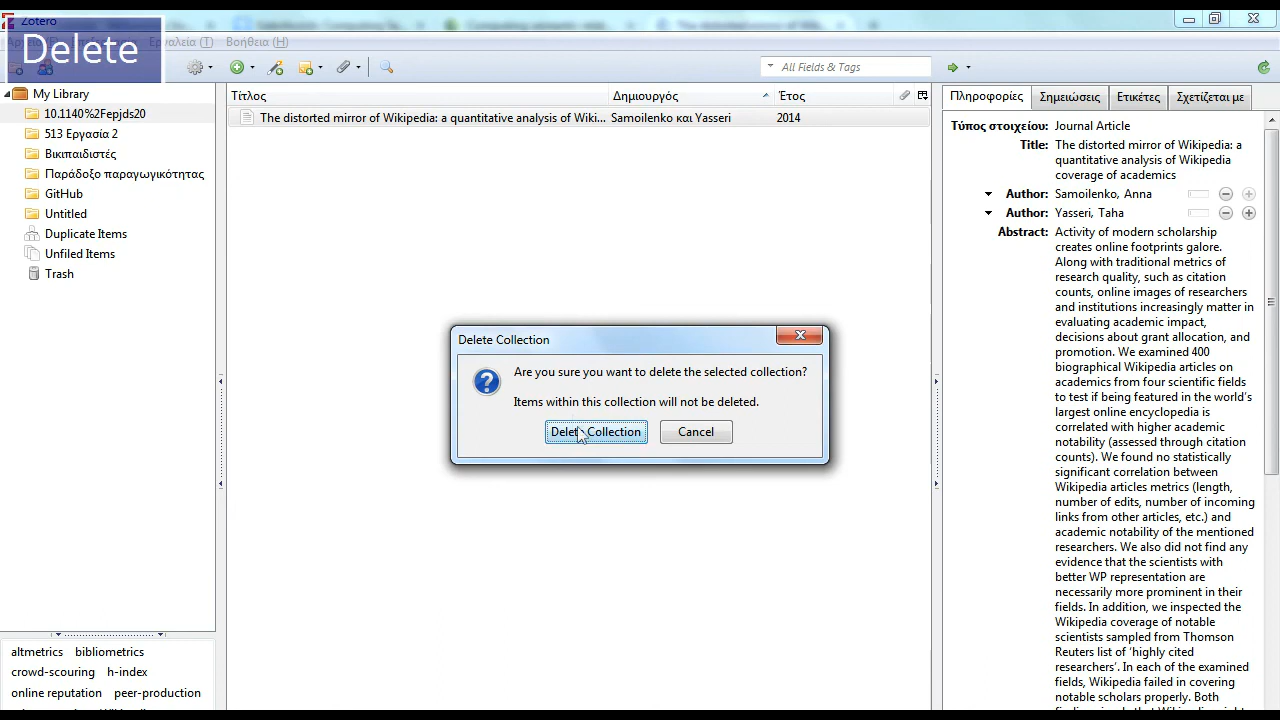 Zotero
Delete
Εργαλεία (T) Βοήθεια (H)
All Fields & Tags
My Library
10.1140%2Fepjds20
513 Εργασία 2
Βικιπαιδιστές
Παράδοξο παραγωγικότητας
GitHub
Untitled
Duplicate Items
Unfiled Items
Trash
altmetrics bibliometrics
crowd-scouring h-index
online reputation peer-production
Τίτλος Δημιουργός Έτος
The distorted mirror of Wikipedia: a quantitative analysis of Wiki... Samoilenko και Yasseri 2014
Delete Collection
Are you sure you want to delete the selected collection?
Items within this collection will not be deleted.
Delete Collection Cancel
Πληροφορίες Σημειώσεις Ετικέτες Σχετίζεται με
Τύπος στοιχείου: Journal Article
Title: The distorted mirror of Wikipedia: a
quantitative analysis of Wikipedia
coverage of academics
Author: Samoilenko, Anna
Author: Yasseri, Taha
Abstract: Activity of modern scholarship
creates online footprints galore.
Along with traditional metrics of
research quality, such as citation
counts, online images of researchers
and institutions increasingly matter in
evaluating academic impact,
decisions about grant allocation, and
promotion. We examined 400
biographical Wikipedia articles on
academics from four scientific fields
to test if being featured in the world's
largest online encyclopedia is
correlated with higher academic
notability (assessed through citation
counts). We found no statistically
significant correlation between
Wikipedia articles metrics (length,
number of edits, number of incoming
links from other articles, etc.) and
academic notability of the mentioned
researchers. We also did not find any
evidence that the scientists with
better WP representation are
necessarily more prominent in their
fields. In addition, we inspected the
Wikipedia coverage of notable
scientists sampled from Thomson
Reuters list of 'highly cited
researchers'. In each of the examined
fields, Wikipedia failed in covering
notable scholars properly. Both